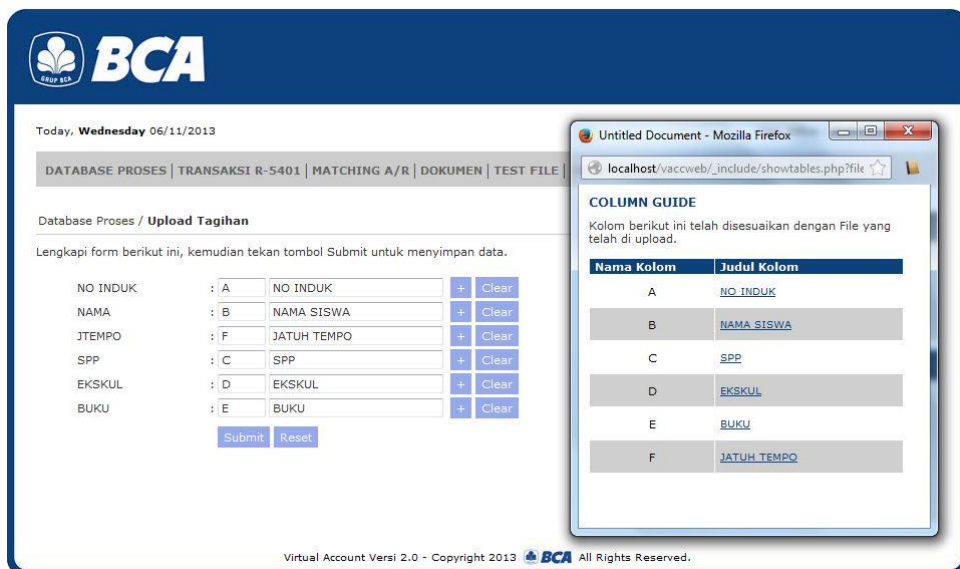 GRUP BCA
BCA
Today, Wednesday 06/11/2013
DATABASE PROSES | TRANSAKSI R-5401 | MATCHING A/R | DOKUMEN | TEST FILE |
Database Proses / Upload Tagihan
Lengkapi form berikut ini, kemudian tekan tombol Submit untuk menyimpan data.
NO INDUK : A NO INDUK + Clear
NAMA : B NAMA SISWA + Clear
JTEMPO : F JATUH TEMPO + Clear
SPP : C SPP + Clear
EKSKUL : D EKSKUL + Clear
BUKU : E BUKU + Clear
Submit Reset
Untitled Document - Mozilla Firefox
localhost/vaccweb/_include/showtables.php?file
COLUMN GUIDE
Kolom berikut ini telah disesuaikan dengan File yang
telah di upload.
Nama Kolom Judul Kolom
A NO INDUK
B NAMA SISWA
C SPP
D EKSKUL
E BUKU
F JATUH TEMPO
Virtual Account Versi 2.0 - Copyright 2013 BCA All Rights Reserved.